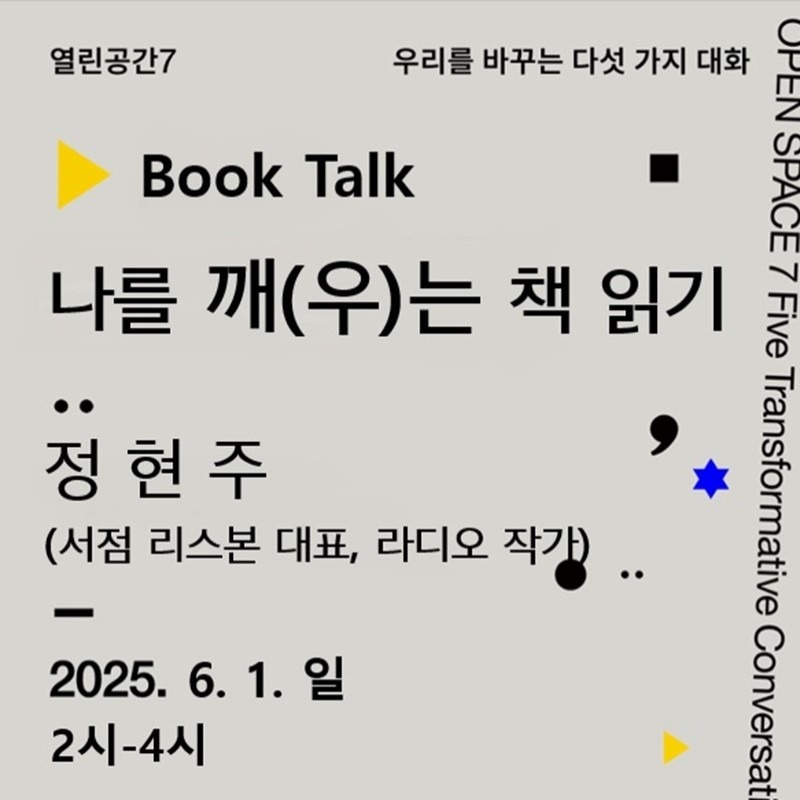 열린공간7
우리를 바꾸는 다섯 가지 대화
Book Talk
나를 깨(우)는 책 읽기
정현주
(서점 리스본 대표, 라디오 작가)
2025. 6. 1. 일
2시-4시
OPEN SPACE 7 Five Transformative Conversati